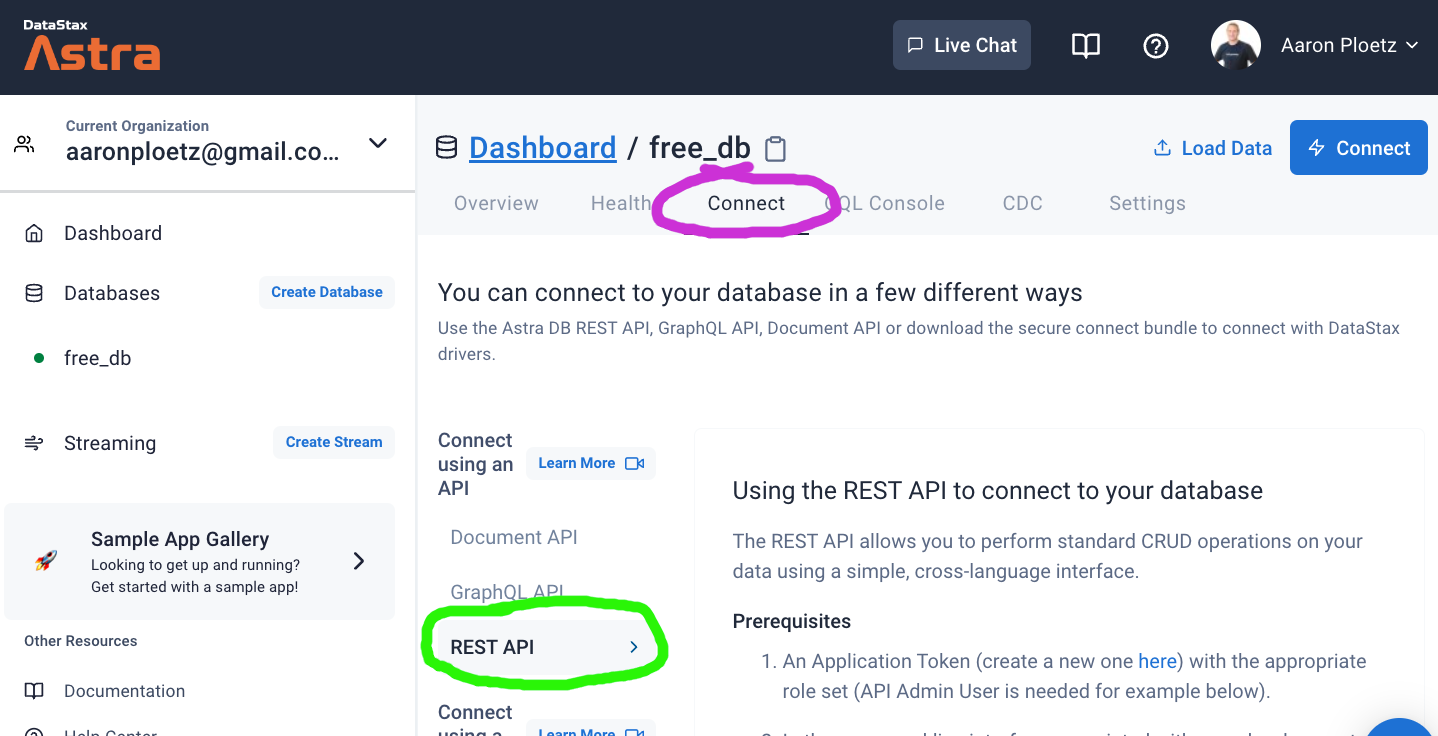 DataStax
Astra
Live Chat
Aaron Ploetz
Current Organization
aaronploetz@gmail.co...
Dashboard
Databases
Create Database
free_db
Streaming
Create Stream
Sample App Gallery
Looking to get up and running?
Get started with a sample app!
Other Resources
Documentation
Help Center
Dashboard / free_db
Load Data
Connect
Overview
Health
Connect
CQL Console
CDC
Settings
You can connect to your database in a few different ways
Use the Astra DB REST API, GraphQL API, Document API or download the secure connect bundle to connect with DataStax
drivers.
Connect
using an
API
Learn More
Document API
GraphQL API
REST API
Connect
using a
Learn More
Using the REST API to connect to your database
The REST API allows you to perform standard CRUD operations on your
data using a simple, cross-language interface.
Prerequisites
1. An Application Token (create a new one here) with the appropriate
role set (API Admin User is needed for example below).